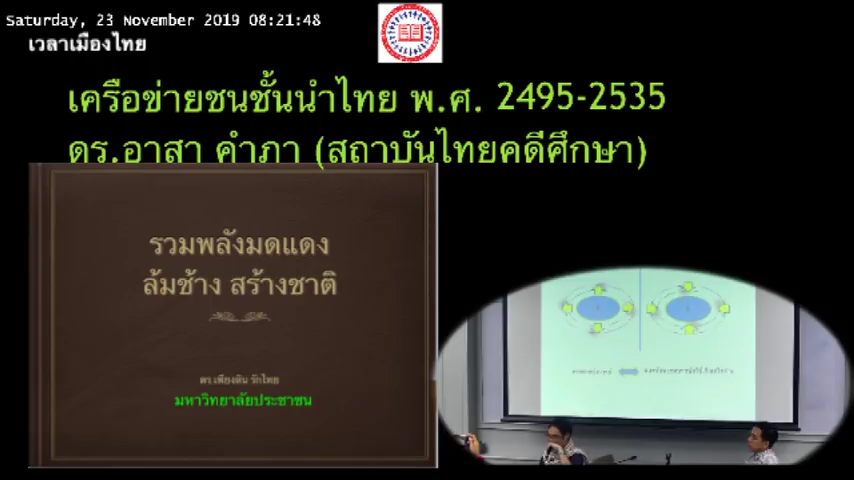 Saturday, 23 November 2019 08:21:48
เวลาเมืองไทย
เครือข่ายชนชั้นนำไทย พ.ศ. 2495-2535
ดร.อาสา คำภา (สถาบันไทยคดีศึกษา)
รวมพลังมดแดง
ล้มช้าง สร้างชาติ
ดร.เพียงดิน รักไทย
มหาวิทยาลัยประชาชน